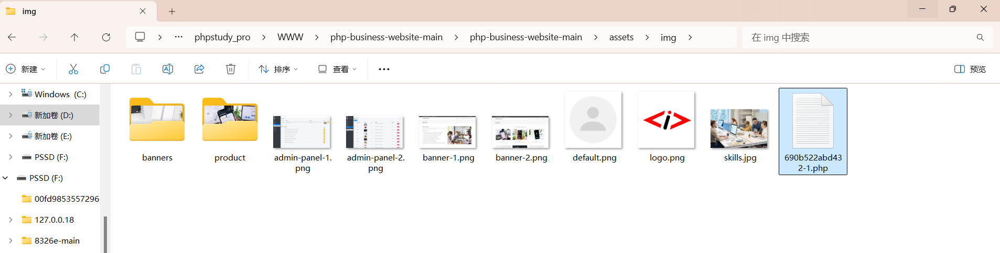 img
phpstudy_pro > WWW > php-business-website-main > php-business-website-main > assets > img >
在 img 中搜索
新建
排序
查看
预览
Windows (C:)
新加卷 (D:)
新加卷 (E:)
PSSD (F:)
PSSD (F:)
00fd9853557296
127.0.0.18
8326e-main
banners
product
admin-panel-1.
png
admin-panel-2.
png
banner-1.png
banner-2.png
default.png
logo.png
skills.jpg
690b522abd43
2-1.php